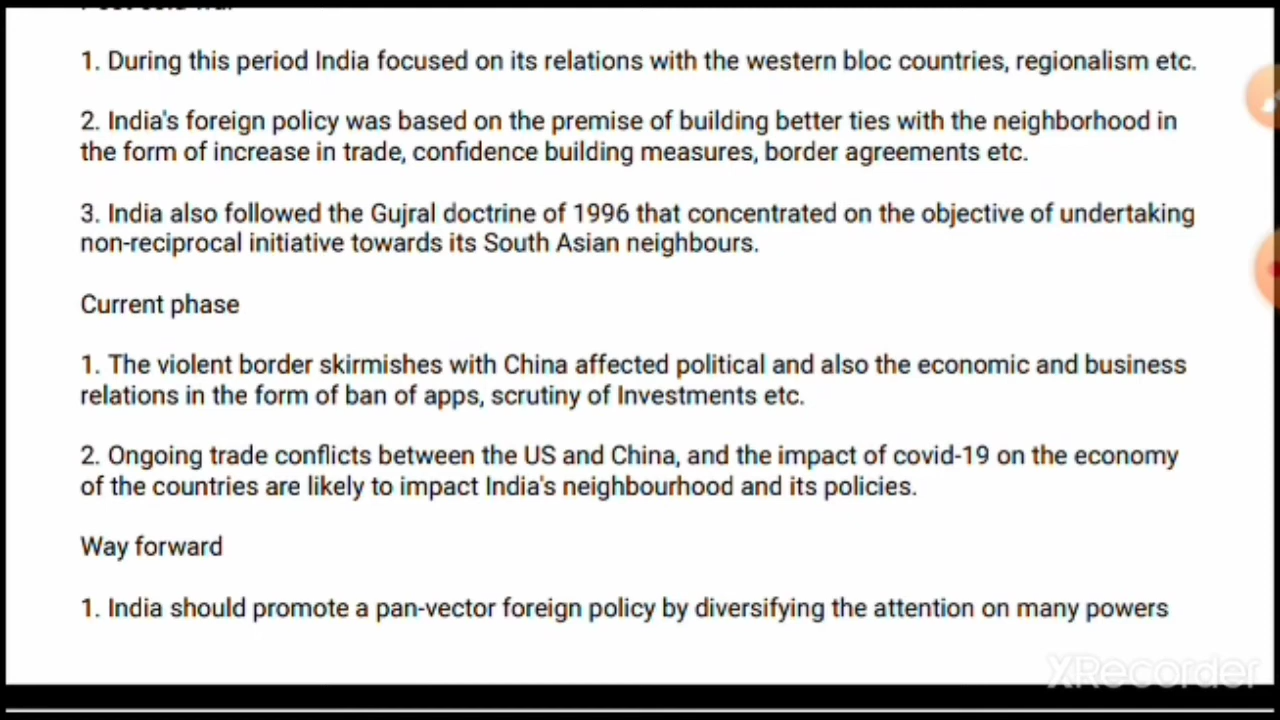 1. During this period India focused on its relations with the western bloc countries, regionalism etc.
2. India's foreign policy was based on the premise of building better ties with the neighborhood in
the form of increase in trade, confidence building measures, border agreements etc.
3. India also followed the Gujral doctrine of 1996 that concentrated on the objective of undertaking
non-reciprocal initiative towards its South Asian neighbours.
Current phase
1. The violent border skirmishes with China affected political and also the economic and business
relations in the form of ban of apps, scrutiny of Investments etc.
2. Ongoing trade conflicts between the US and China, and the impact of covid-19 on the economy
of the countries are likely to impact India's neighbourhood and its policies.
Way forward
1. India should promote a pan-vector foreign policy by diversifying the attention on many powers
XRecorder